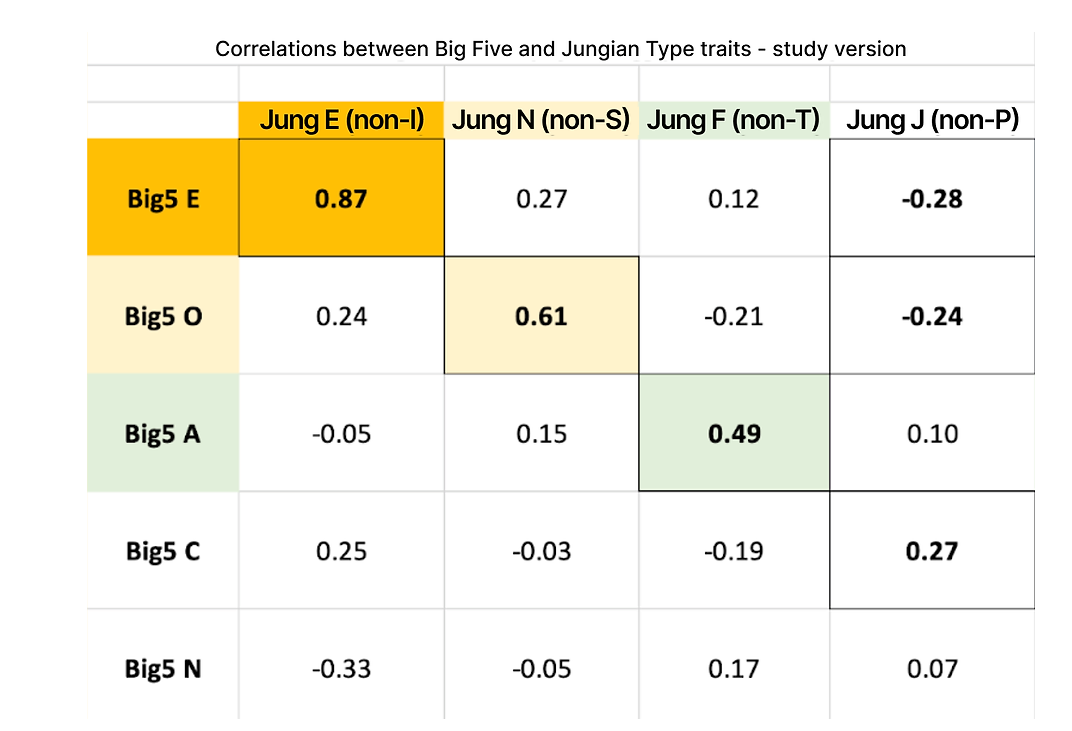 Correlations between Big Five and Jungian Type traits - study version
Jung E (non-I) Jung N (non-S) Jung F (non-T) Jung J (non-P)
Big5 E 0.87 0.27 0.12 -0.28
Big5 O 0.24 0.61 -0.21 -0.24
Big5 A -0.05 0.15 0.49 0.10
Big5 C 0.25 -0.03 -0.19 0.27
Big5 N -0.33 -0.05 0.17 0.07